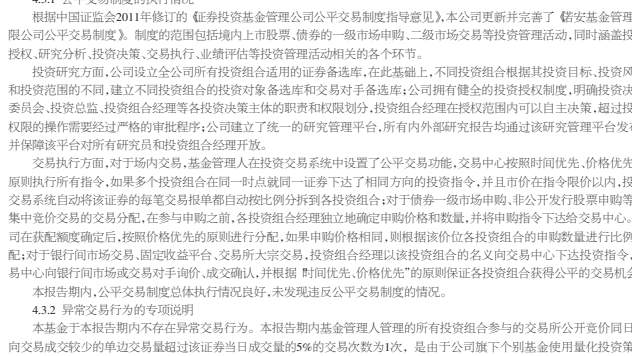 4.3.1 公平交易制度的执行情况
根据中国证监会2011年修订的《证券投资基金管理公司公平交易制度指导意见》，本公司更新并完善了《诺安基金管理
限公司公平交易制度》。制度的范围包括境内上市股票、债券的一级市场申购、二级市场交易等投资管理活动，同时涵盖投
授权、研究分析、投资决策、交易执行、业绩评估等投资管理活动相关的各个环节。
投资研究方面，公司设立全公司所有投资组合适用的证券备选库，在此基础上，不同投资组合根据其投资目标、投资风
和投资范围的不同，建立不同投资组合的投资对象备选库和交易对手备选库；公司拥有健全的投资授权制度，明确投资决
委员会、投资总监、投资组合经理等各投资决策主体的职责和权限划分，投资组合经理在授权范围内可以自主决策，超过投
权限的操作需要经过严格的审批程序；公司建立了统一的研究管理平台，所有内外部研究报告均通过该研究管理平台发布
并保障该平台对所有研究员和投资组合经理开放。
交易执行方面，对于场内交易，基金管理人在投资交易系统中设置了公平交易功能，交易中心按照时间优先、价格优先
原则执行所有指令，如果多个投资组合在同一时点就同一证券下达了相同方向的投资指令，并且市价在指令限价以内，投
交易系统自动将该证券的每笔交易报单都自动按比例分拆到各投资组合；对于债券一级市场申购、非公开发行股票申购等
集中竞价交易的交易分配，在参与申购之前，各投资组合经理独立地确定申购价格和数量，并将申购指令下达给交易中心。
司在获配额度确定后，按照价格优先的原则进行分配，如果申购价格相同，则根据该价位各投资组合的申购数量进行比例
配；对于银行间市场交易、固定收益平台、交易所大宗交易，投资组合经理以该投资组合的名义向交易中心下达投资指令，
易中心向银行间市场或交易对手询价、成交确认，并根据“时间优先、价格优先”的原则保证各投资组合获得公平的交易机会
本报告期内，公平交易制度总体执行情况良好，未发现违反公平交易制度的情况。
4.3.2 异常交易行为的专项说明
本基金于本报告期内不存在异常交易行为。本报告期内基金管理人管理的所有投资组合参与的交易所公开竞价同日
向交易成交较少的单边交易量超过该证券当日成交量的5%的交易次数为1次，是由于公司旗下个别基金使用量化投资策